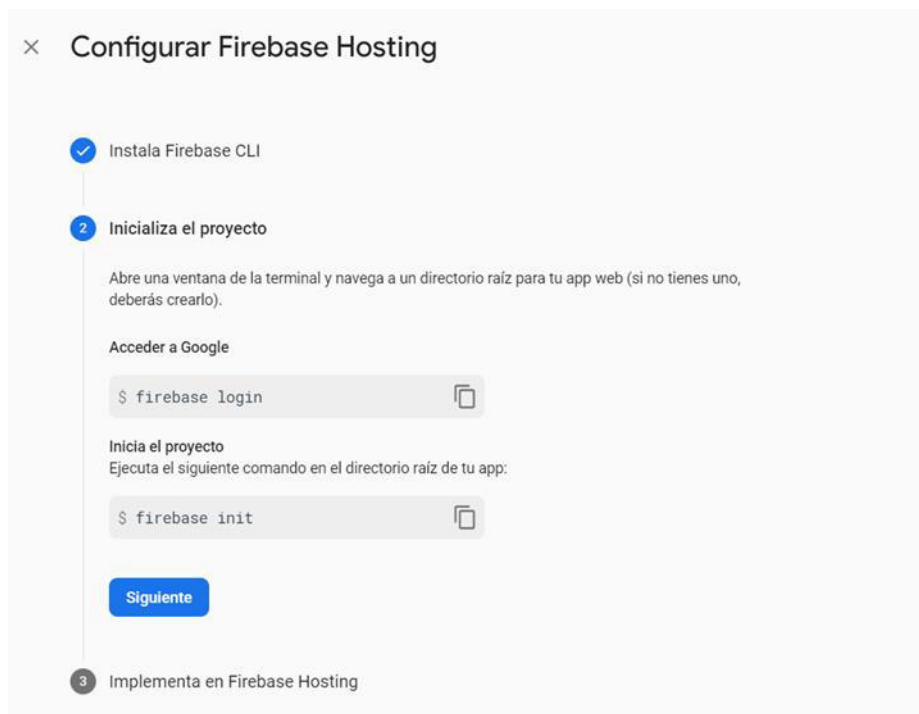 Configurar Firebase Hosting
Instala Firebase CLI
2 Inicializa el proyecto
Abre una ventana de la terminal y navega a un directorio raíz para tu app web (si no tienes uno,
deberás crearlo).
Acceder a Google
$ firebase login
Inicia el proyecto
Ejecuta el siguiente comando en el directorio raíz de tu app:
$ firebase init
Siguiente
3 Implementa en Firebase Hosting